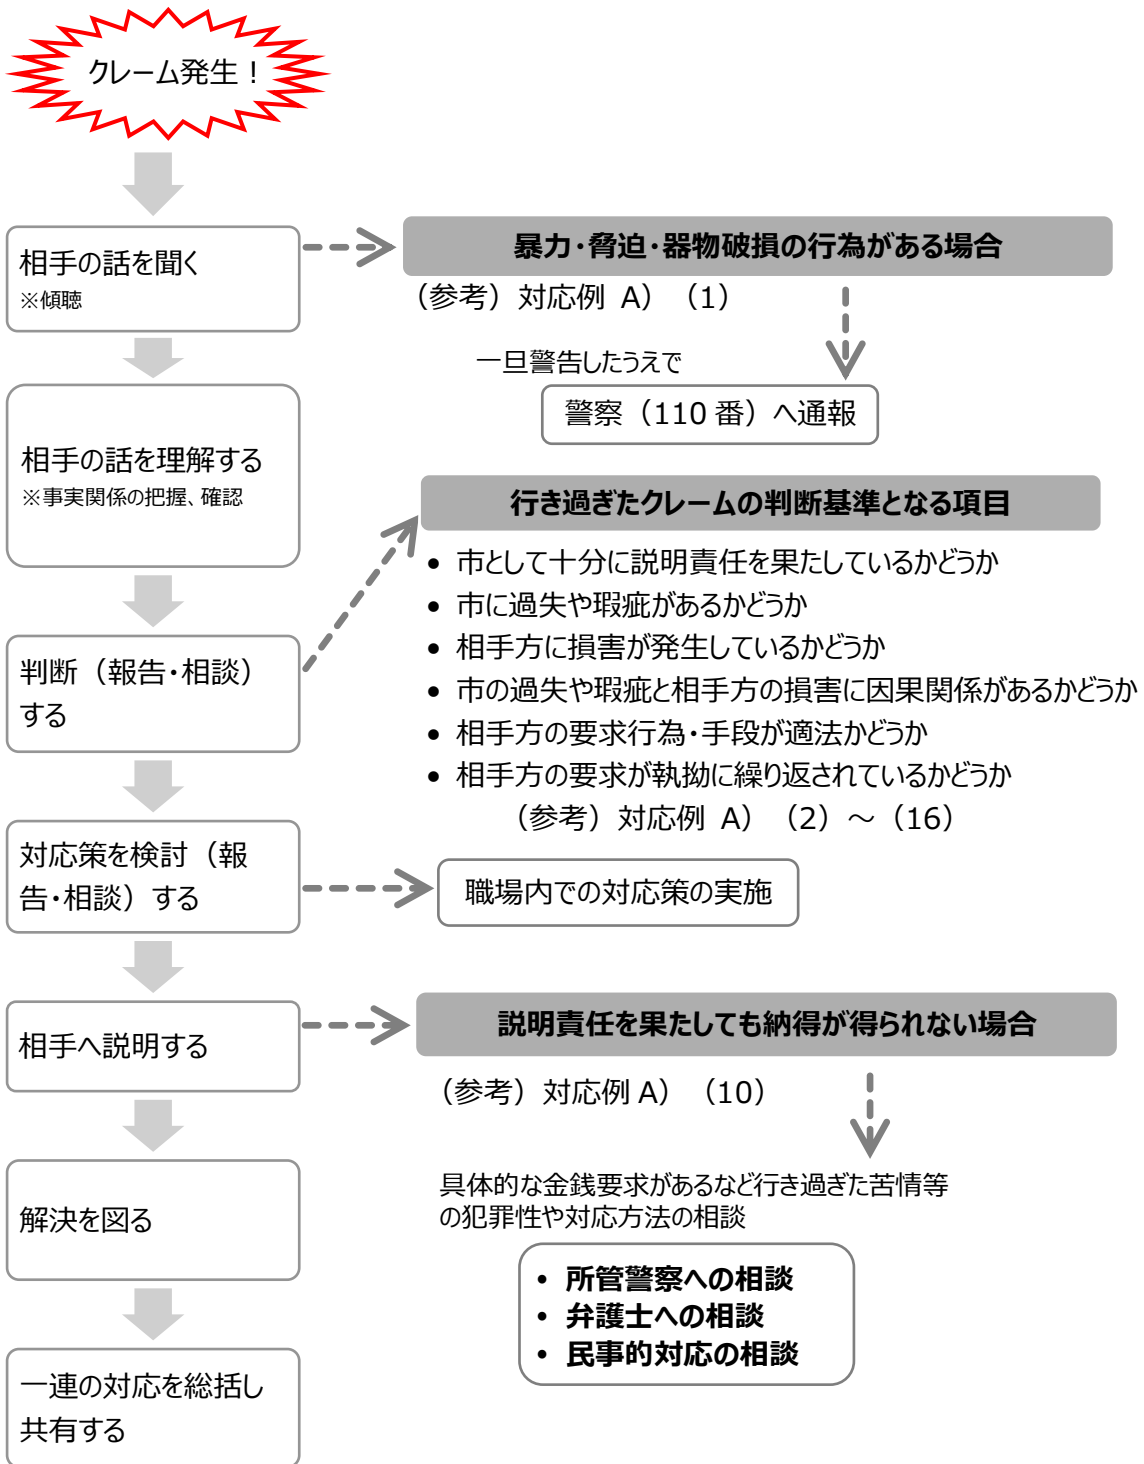 クレーム発生！
相手の話を聞く
※傾聴
暴力・脅迫・器物破損の行為がある場合
（参考）対応例 A）（1）
一旦警告したうえで
警察（110 番）へ通報
相手の話を理解する
※事実関係の把握、確認
行き過ぎたクレームの判断基準となる項目
• 市として十分に説明責任を果たしているかどうか
• 市に過失や瑕疵があるかどうか
• 相手方に損害が発生しているかどうか
• 市の過失や瑕疵と相手方の損害に因果関係があるかどうか
• 相手方の要求行為・手段が適法かどうか
• 相手方の要求が執拗に繰り返されているかどうか
（参考）対応例 A）（2）～（16）
判断（報告・相談）
する
対応策を検討（報
告・相談）する
職場内での対応策の実施
相手へ説明する
説明責任を果たしても納得が得られない場合
（参考）対応例 A）（10）
具体的な金銭要求があるなど行き過ぎた苦情等
の犯罪性や対応方法の相談
• 所管警察への相談
• 弁護士への相談
• 民事的対応の相談
解決を図る
一連の対応を総括し
共有する